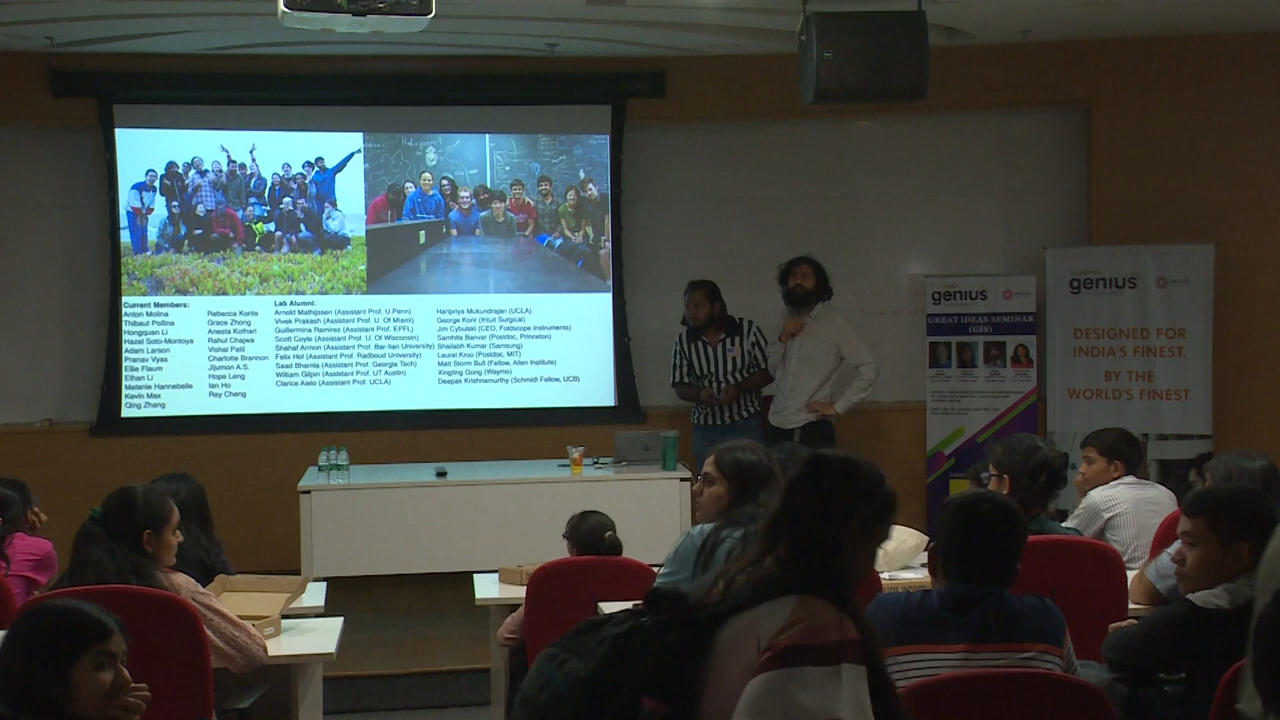 Current Members:
Anton Molina
Thibaut Pollina
Hongquan Li
Hazel Soto-Montoya
Adam Larson
Pranav Vyas
Ellie Flaum
Ethan Li
Melanie Hannebelle
Kevin Max
Qing Zhang
Rebecca Konte
Grace Zhong
Anesta Kothari
Rahul Chajwa
Vishal Patil
Charlotte Brannon
Jijumon A.S.
Hope Leng
Ian Ho
Ray Chang
Lab Alumni:
Arnold Mathijssen (Assistant Prof. U.Penn)
Vivek Prakash (Assistant Prof. U. Of Miami)
Guillermina Ramirez (Assistant Prof. EPFL)
Scott Coyle (Assistant Prof. U. Of Wisconsin)
Shahaf Armon (Assistant Prof. Bar-Ilan University)
Felix Hol (Assistant Prof. Radboud University)
Saad Bhamla (Assistant Prof. Georgia Tech)
William Gilpin (Assistant Prof. UT Austin)
Clarice Aiello (Assistant Prof. UCLA)
Haripriya Mukundrajan (UCLA)
George Korir (Intuit Surgical)
Jim Cybulski (CEO, Foldscope Instruments)
Samhita Banvar (Postdoc, Princeton)
Shailabh Kumar (Samsung)
Laurel Kroo (Postdoc, MIT)
Matt Storm Bull (Fellow, Allen Institute)
Xingting Gong (Waymo)
Deepak Krishnamurthy (Schmidt Fellow, UCB)
H
genius
GREAT IDEAS SEMINAR
(GIS)
genius
DESIGNED FOR
INDIA'S FINEST.
BY THE
WORLD'S FINEST.